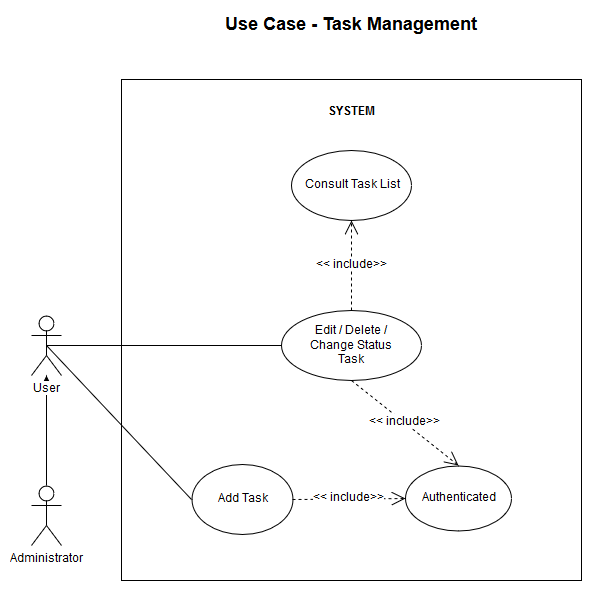 Use Case - Task Management
SYSTEM
Consult Task List
<< include>>
Edit / Delete /
Change Status
Task
User
<< include>>
Add Task
<< include>>
Authenticated
Administrator